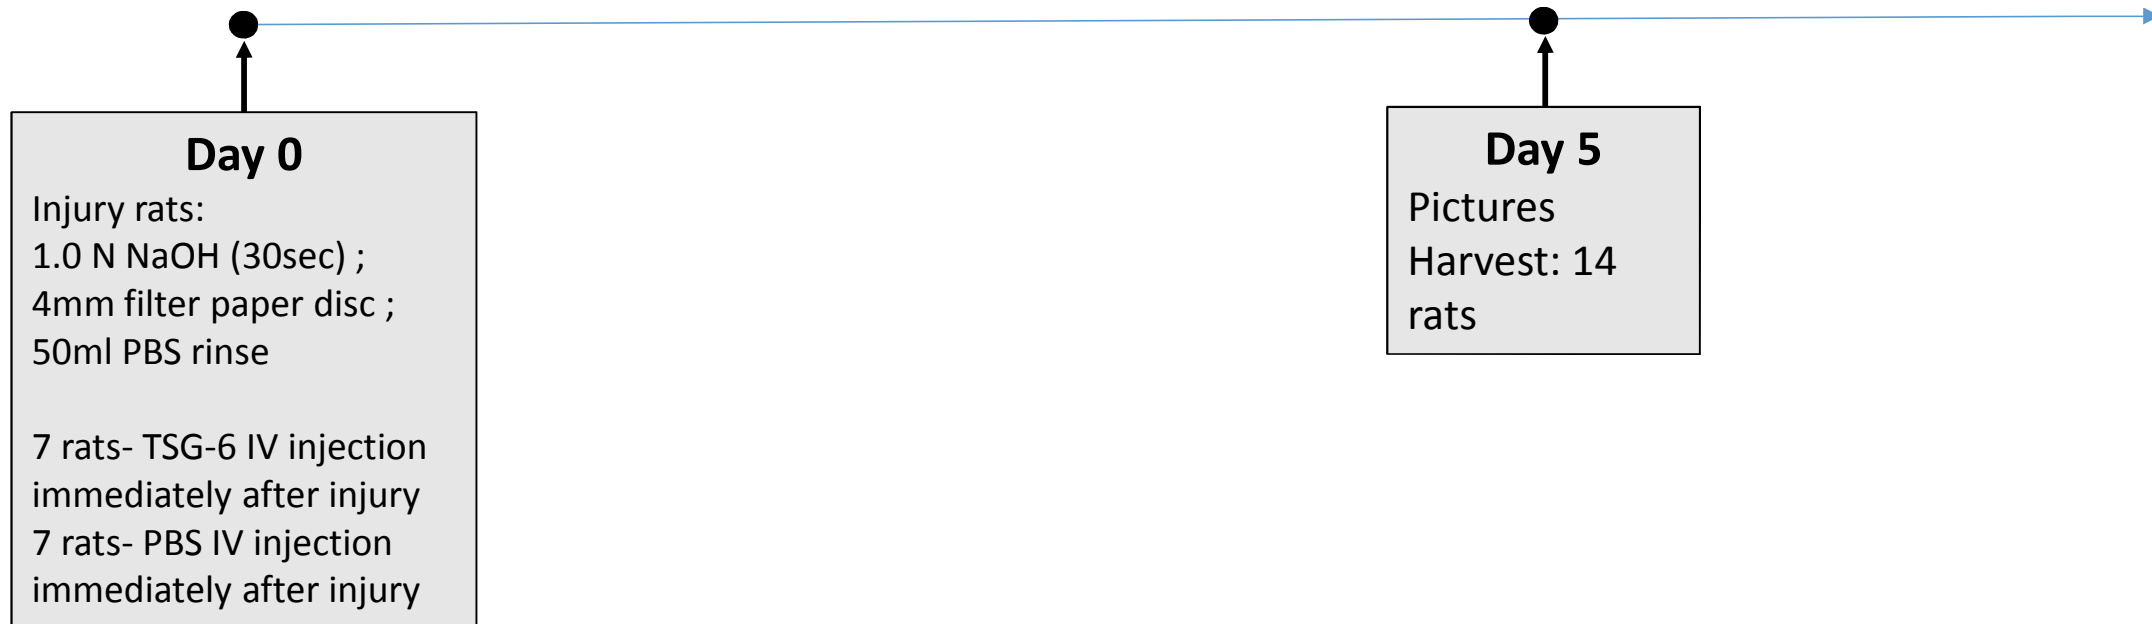 Day 0
Injury rats:
1.0 N NaOH (30sec) ;
4mm filter paper disc ;
50ml PBS rinse
7 rats- TSG-6 IV injection
immediately after injury
7 rats- PBS IV injection
immediately after injury
Day 5
Pictures
Harvest: 14
rats